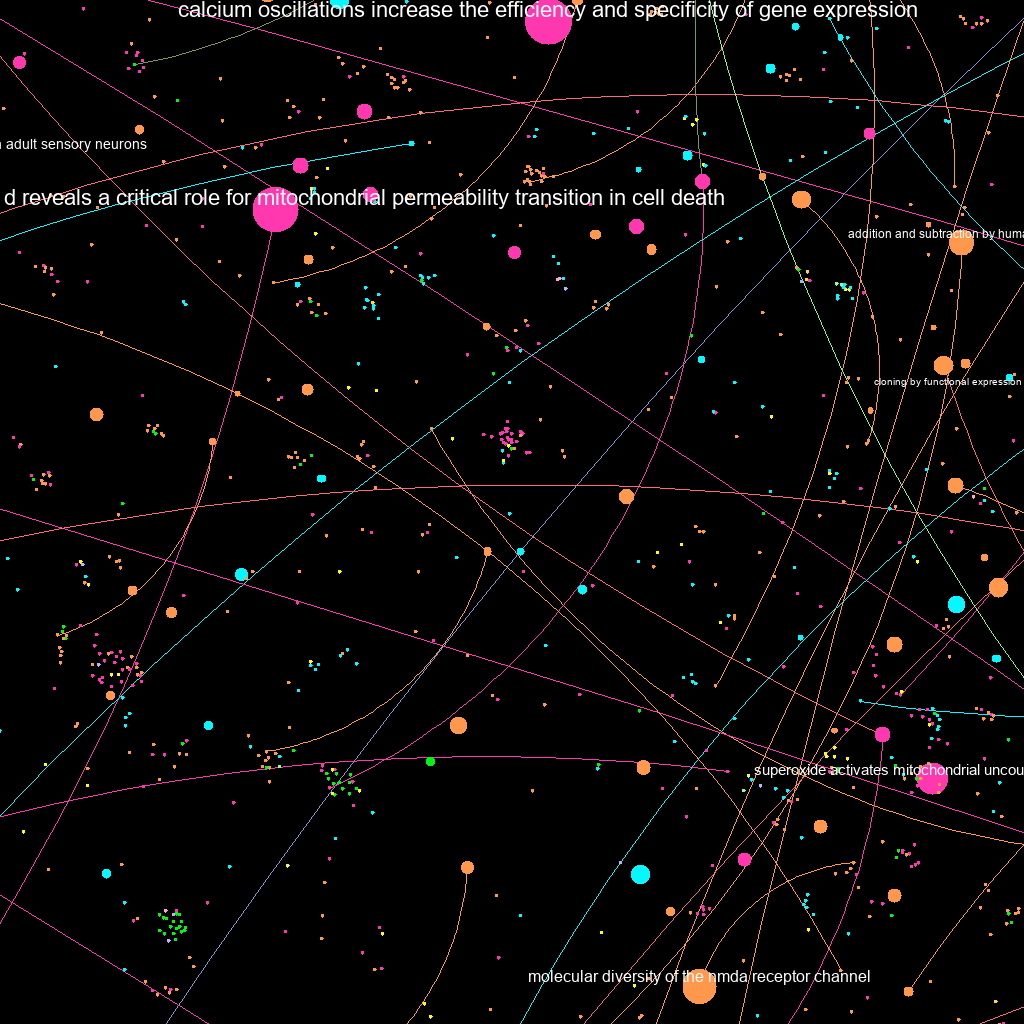 calcium oscillations increase the efficiency and specificity of gene expression
adult sensory neurons
d reveals a critical role for mitochondrial permeability transition in cell death
addition and subtraction by huma
cloning by functional expression
superoxide activates mitochondrial uncou
molecular diversity of the nmda receptor channel